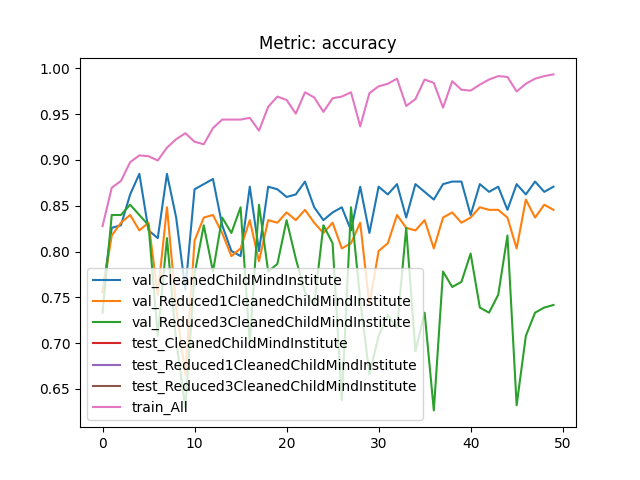 Metric: accuracy
1.00
0.95
0.90
0.85
0.80
0.75
0.70
0.65
val_CleanedChildMindInstitute
val_Reduced1CleanedChildMindInstitute
val_Reduced3CleanedChildMindInstitute
test_CleanedChildMindInstitute
test_Reduced1CleanedChildMindInstitute
test_Reduced3CleanedChildMindInstitute
train_All
0 10 20 30 40 50